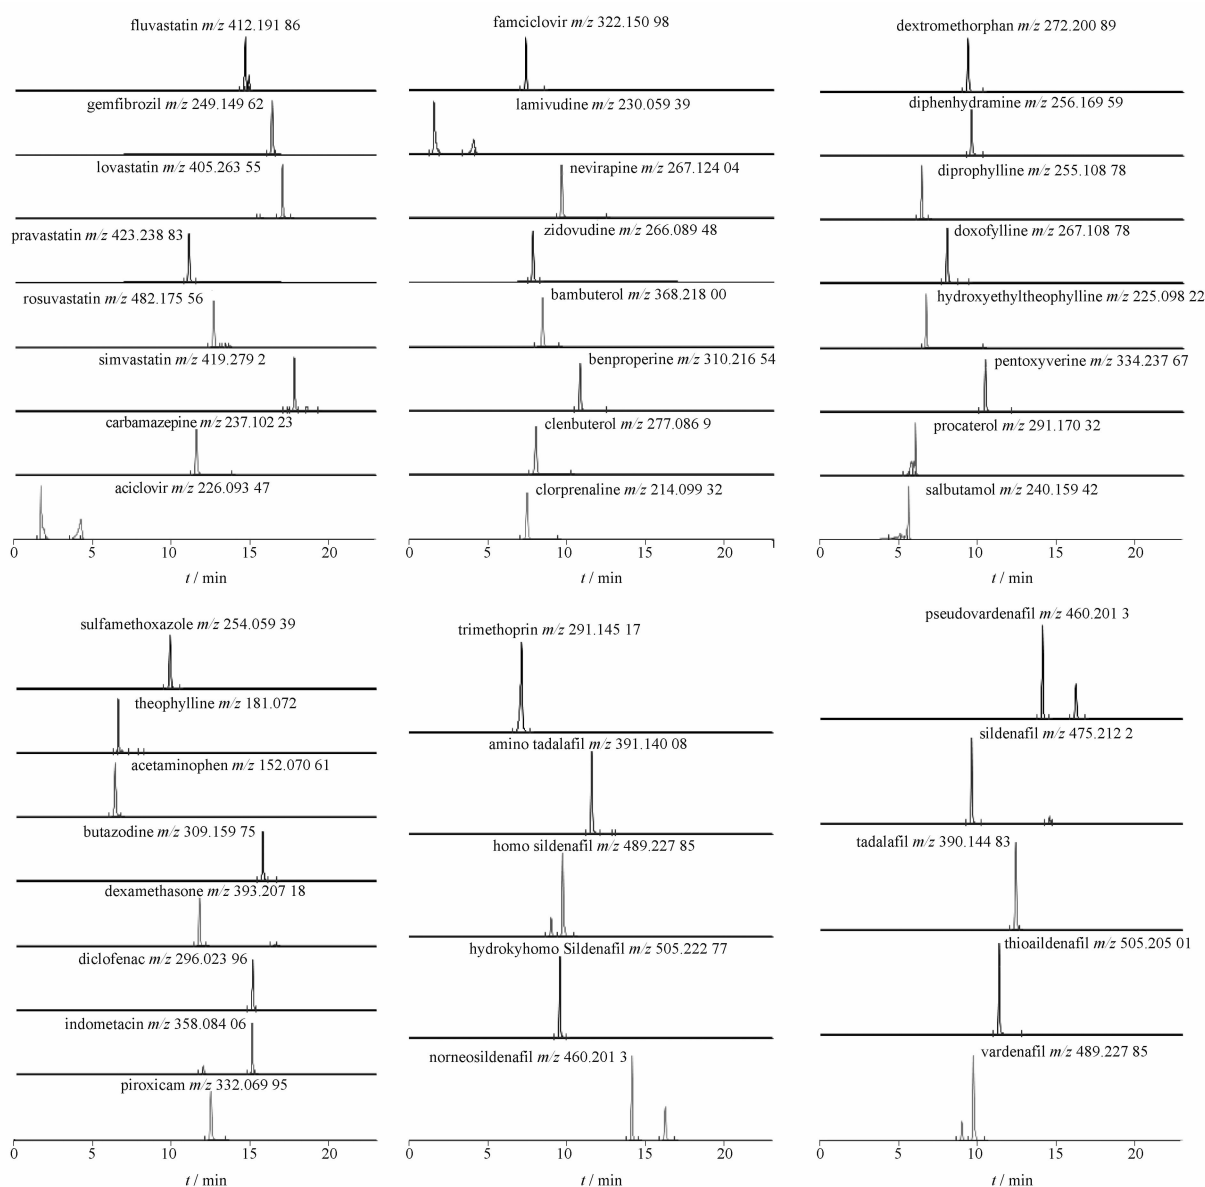 fluvastatin m/z 412.191 86
gemfibrozil m/z 249.149 62
lovastatin m/z 405.263 55
pravastatin m/z 423.238 83
rosuvastatin m/z 482.175 56
simvastatin m/z 419.279 2
carbamazepine m/z 237.102 23
aciclovir m/z 226.093 47
0 5 10 15 20
t / min
famciclovir m/z 322.150 98
lamivudine m/z 230.059 39
nevirapine m/z 267.124 04
zidovudine m/z 266.089 48
bambuterol m/z 368.218 00
benproperine m/z 310.216 54
clenbuterol m/z 277.086 9
clorprenaline m/z 214.099 32
0 5 10 15 20
t / min
dextromethorphan m/z 272.200 89
diphenhydramine m/z 256.169 59
diprophylline m/z 255.108 78
doxofylline m/z 267.108 78
hydroxyethyltheophylline m/z 225.098 22
pentoxyverine m/z 334.237 67
procaterol m/z 291.170 32
salbutamol m/z 240.159 42
0 5 10 15 20
t / min
sulfamethoxazole m/z 254.059 39
theophylline m/z 181.072
acetaminophen m/z 152.070 61
butazodine m/z 309.159 75
dexamethasone m/z 393.207 18
diclofenac m/z 296.023 96
indometacin m/z 358.084 06
piroxicam m/z 332.069 95
0 5 10 15 20
t / min
trimethoprin m/z 291.145 17
amino tadalafil m/z 391.140 08
homo sildenafil m/z 489.227 85
hydrokyhomo Sildenafil m/z 505.222 77
norneosildenafil m/z 460.201 3
0 5 10 15 20
t / min
pseudovardenafil m/z 460.201 3
sildenafil m/z 475.212 2
tadalafil m/z 390.144 83
thioaildenafil m/z 505.205 01
vardenafil m/z 489.227 85
0 5 10 15 20
t / min